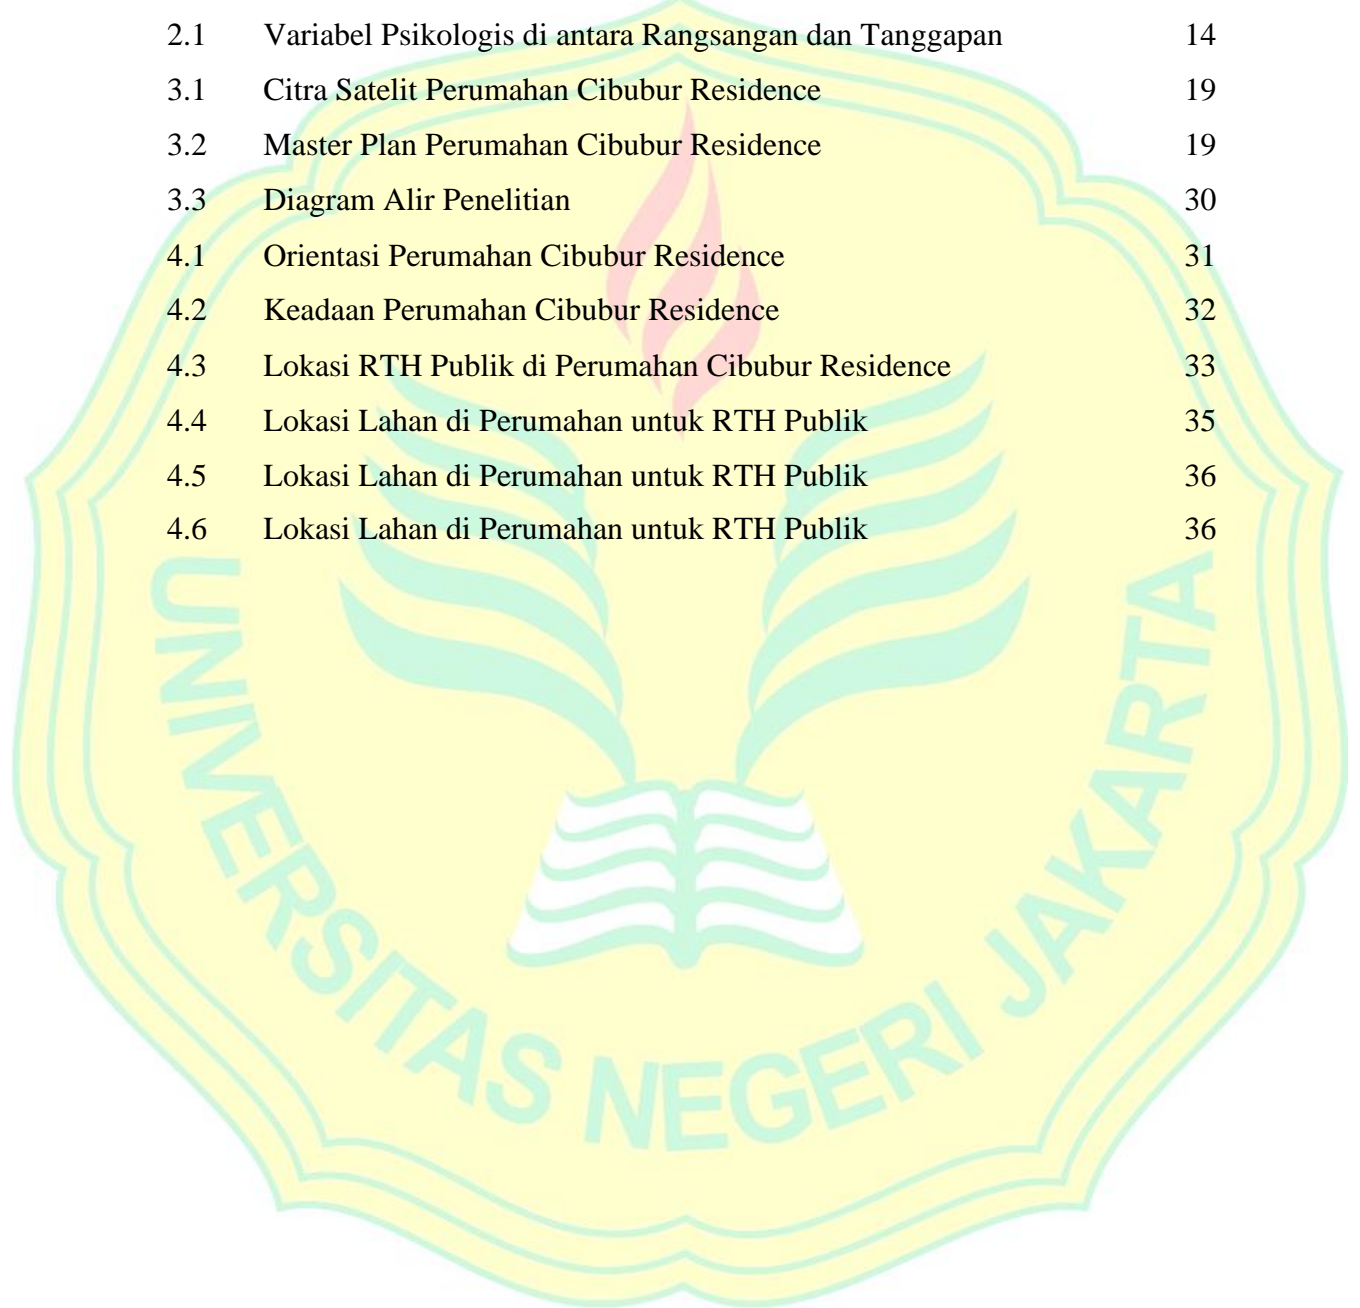 2.1 Variabel Psikologis di antara Rangsangan dan Tanggapan 14
3.1 Citra Satelit Perumahan Cibubur Residence 19
3.2 Master Plan Perumahan Cibubur Residence 19
3.3 Diagram Alir Penelitian 30
4.1 Orientasi Perumahan Cibubur Residence 31
4.2 Keadaan Perumahan Cibubur Residence 32
4.3 Lokasi RTH Publik di Perumahan Cibubur Residence 33
4.4 Lokasi Lahan di Perumahan untuk RTH Publik 35
4.5 Lokasi Lahan di Perumahan untuk RTH Publik 36
4.6 Lokasi Lahan di Perumahan untuk RTH Publik 36
UNIVERSITAS NEGERI JAKARTA